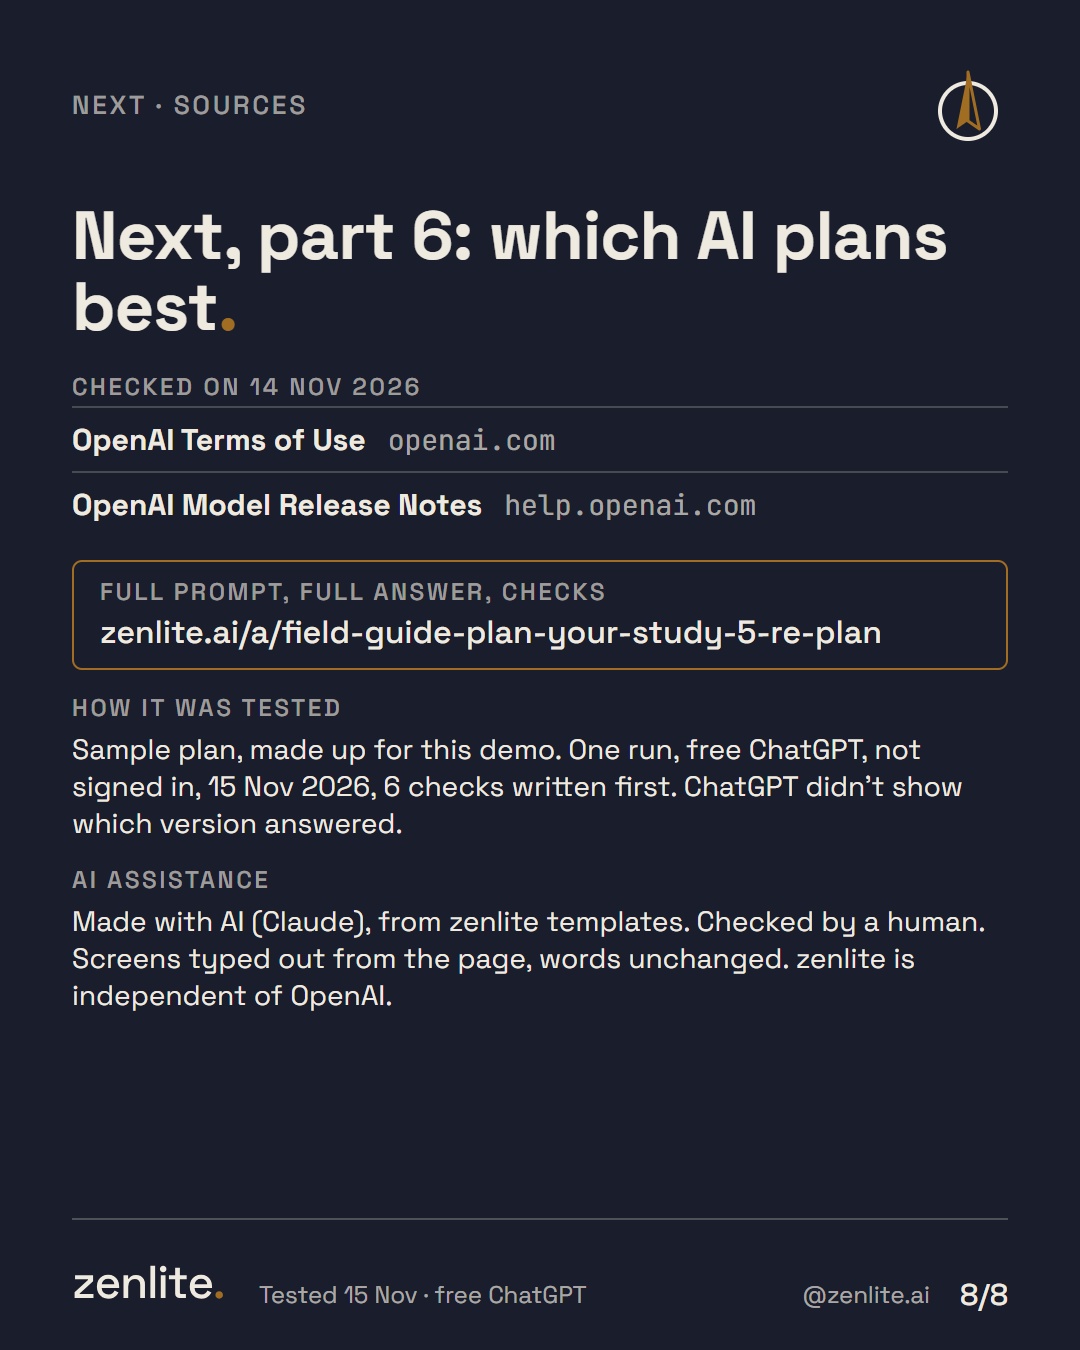 NEXT · SOURCES
Next, part 6: which AI plans
best.
CHECKED ON 14 NOV 2026
OpenAI Terms of Use openai.com
OpenAI Model Release Notes help.openai.com
FULL PROMPT, FULL ANSWER, CHECKS
zenlite.ai/a/field-guide-plan-your-study-5-re-plan
HOW IT WAS TESTED
Sample plan, made up for this demo. One run, free ChatGPT, not
signed in, 15 Nov 2026, 6 checks written first. ChatGPT didn’t show
which version answered.
AI ASSISTANCE
Made with AI (Claude), from zenlite templates. Checked by a human.
Screens typed out from the page, words unchanged. zenlite is
independent of OpenAI.
zenlite. Tested 15 Nov · free ChatGPT @zenlite.ai 8/8